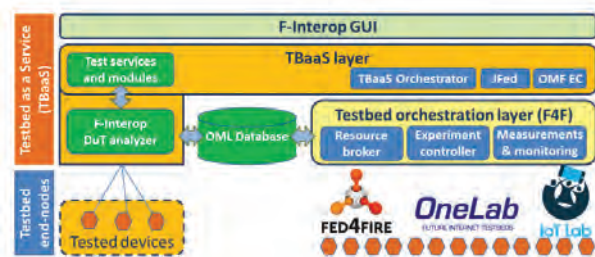 F-Interop GUI
Testbed as a Service
(TBaaS)
TBaaS layer
Test services
and modules
TBaaS Orchestrator
JFed
OMF EC
F-Interop
DuT analyzer
OML Database
Testbed orchestration layer (F4F)
Resource
broker
Experiment
controller
Measurements
& monitoring
Testbed
end-nodes
Tested devices
FED4FIRE
OneLab
FUTURE INTERNET TESTBEDS
IoT Lab